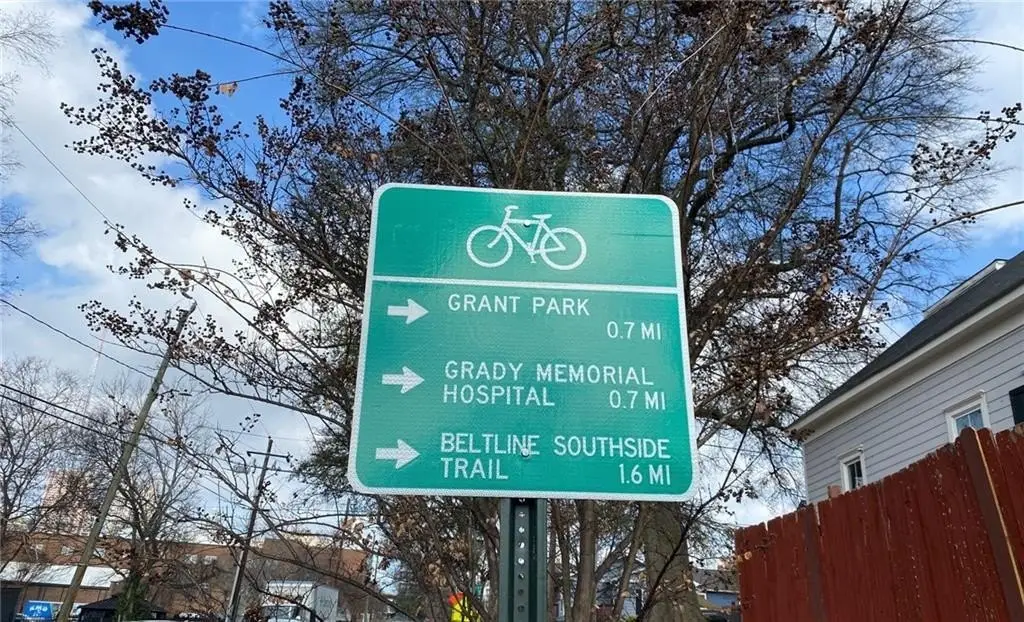 GRANT PARK
0.7 MI
GRADY MEMORIAL
HOSPITAL 0.7 MI
BELTLINE SOUTHSIDE
TRAIL 1.6 MI